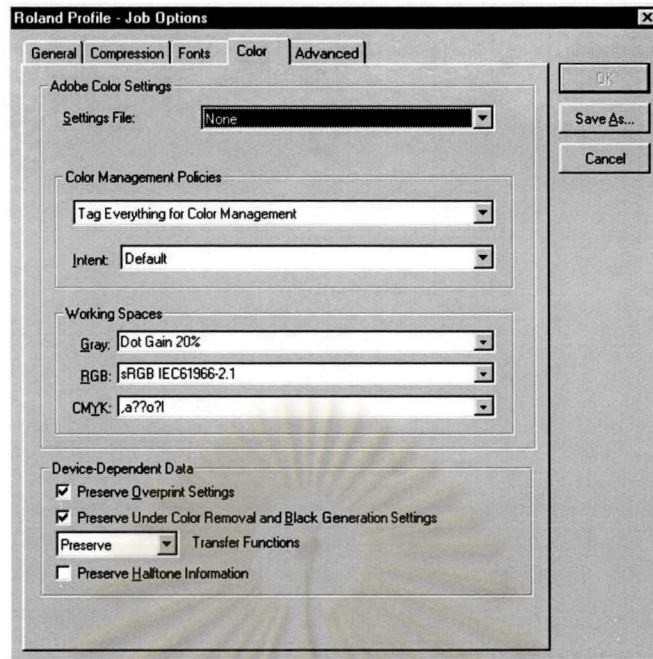 Roland Profile - Job Options
General Compression Fonts Color Advanced
Adobe Color Settings
Settings File: None
Color Management Policies
Tag Everything for Color Management
Intent: Default
Working Spaces
Gray: Dot Gain 20%
RGB: sRGB IEC61966-2.1
CMYK: ,a??o?l
Device-Dependent Data
Preserve Overprint Settings
Preserve Under Color Removal and Black Generation Settings
Preserve Transfer Functions
Preserve Halftone Information
OK
Save As...
Cancel